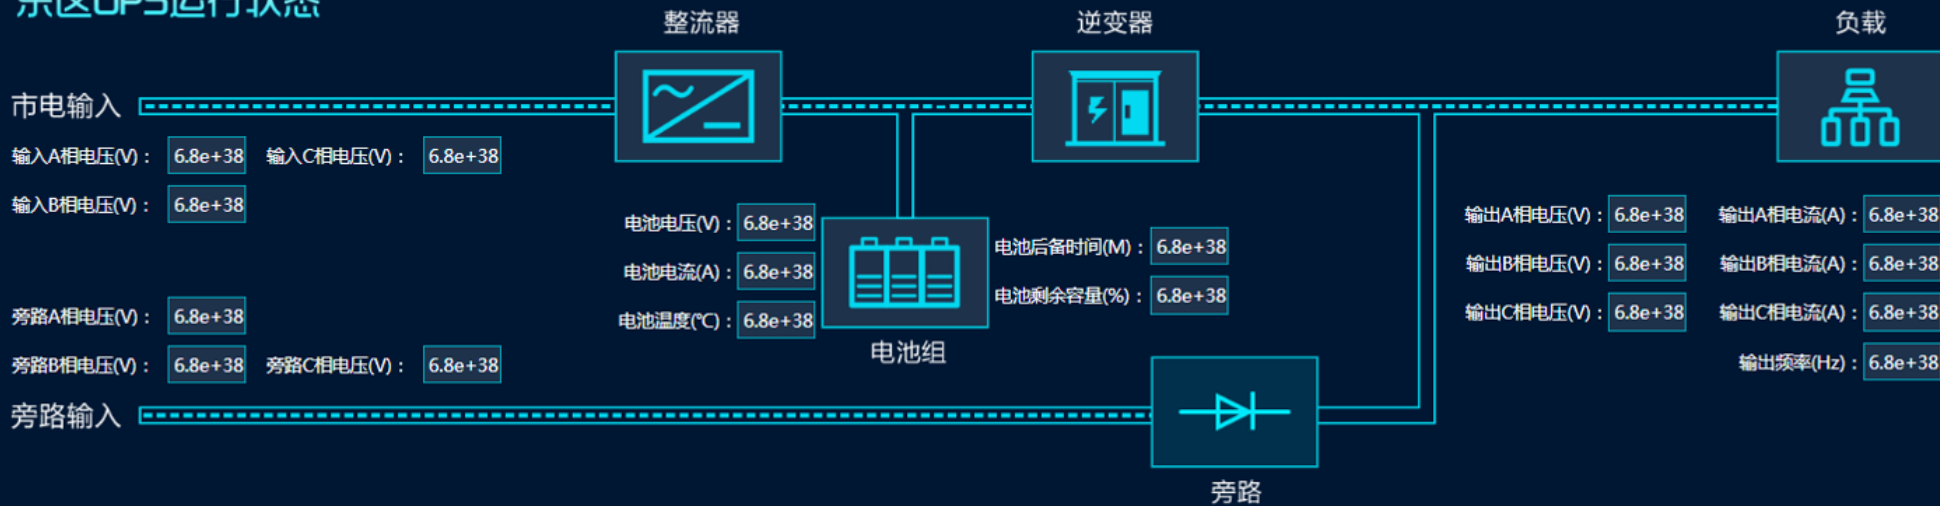 UPS运行状态
整流器
逆变器
负载
市电输入
输入A相电压(V)： 6.8e+38 输入C相电压(V)： 6.8e+38
输入B相电压(V)： 6.8e+38
电池电压(V)： 6.8e+38
电池电流(A)： 6.8e+38
电池温度(℃)： 6.8e+38
电池后备时间(M)： 6.8e+38
电池剩余容量(%)： 6.8e+38
电池组
输出A相电压(V)： 6.8e+38 输出A相电流(A)： 6.8e+38
输出B相电压(V)： 6.8e+38 输出B相电流(A)： 6.8e+38
输出C相电压(V)： 6.8e+38 输出C相电流(A)： 6.8e+38
输出频率(Hz)： 6.8e+38
旁路A相电压(V)： 6.8e+38
旁路B相电压(V)： 6.8e+38 旁路C相电压(V)： 6.8e+38
旁路输入
旁路